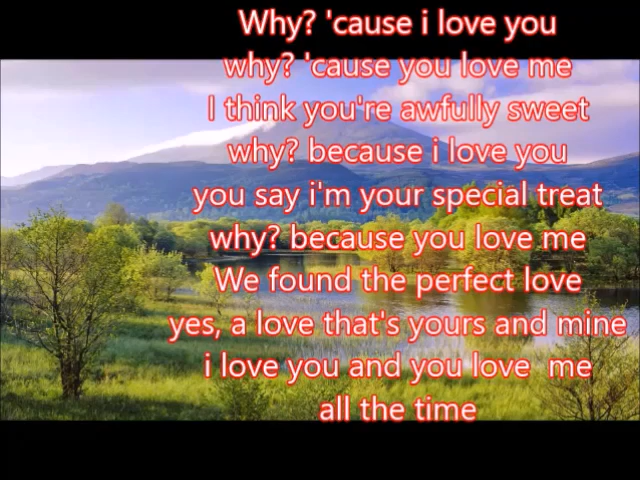 Why? 'cause i love you
why? 'cause you love me
I think you're awfully sweet
why? because i love you
you say i'm your special treat
why? because you love me
We found the perfect love
yes, a love that's yours and mine
i love you and you love me
all the time